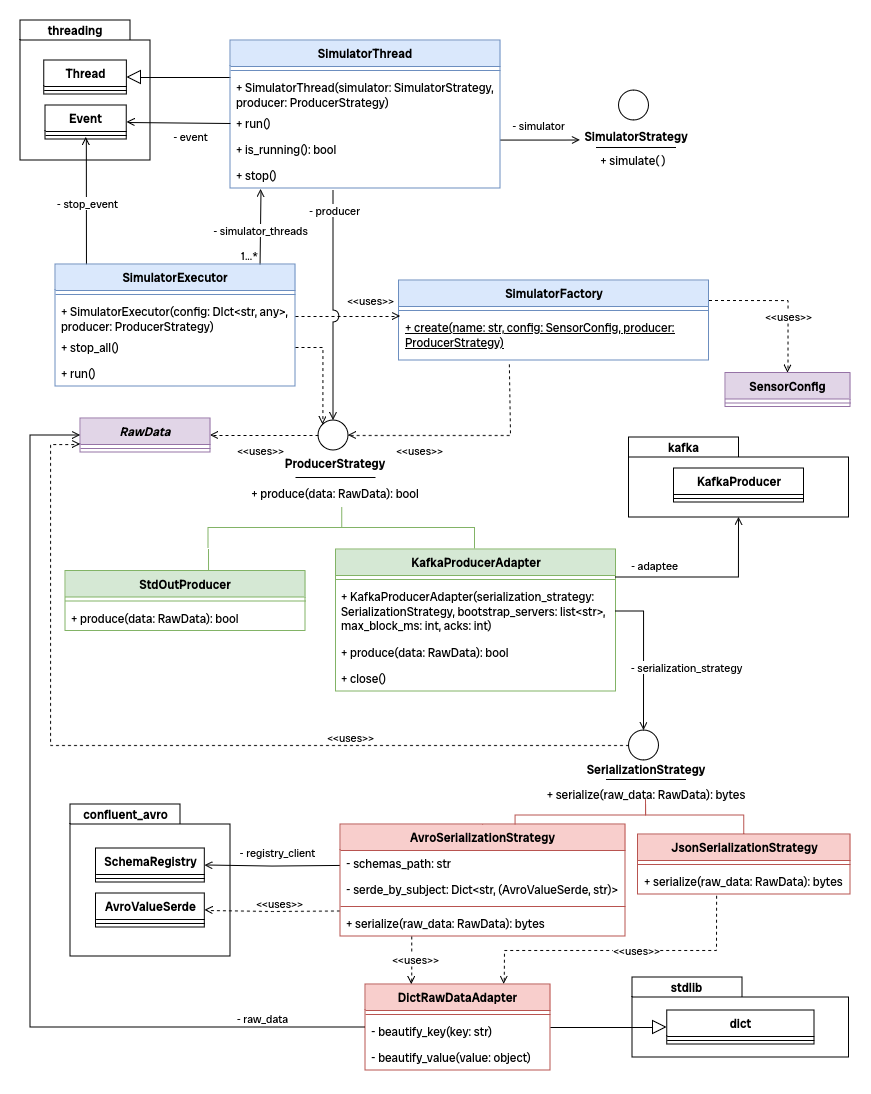 threading
Thread
Event
SimulatorThread
+ SimulatorThread(simulator: SimulatorStrategy,
producer: ProducerStrategy)
+ run()
+ is_running(): bool
+ stop()
- event
- simulator
SimulatorStrategy
+ simulate()
- stop_event
- simulator_threads
1...*
- producer
SimulatorExecutor
+ SimulatorExecutor(config: DIct<str, any>,
producer: ProducerStrategy)
+ stop_all()
+ run()
<<uses>>
SimulatorFactory
+ create(name: str, config: SensorConfig, producer:
ProducerStrategy)
<<uses>>
SensorConfig
RawData
<<uses>>
<<uses>>
ProducerStrategy
+ produce(data: RawData): bool
kafka
KafkaProducer
StdOutProducer
+ produce(data: RawData): bool
KafkaProducerAdapter
+ KafkaProducerAdapter(serialization_strategy:
SerializationStrategy, bootstrap_servers: list<str>,
max_block_ms: int, acks: int)
+ produce(data: RawData): bool
+ close()
- adaptee
- serialization_strategy
<<uses>>
SerializationStrategy
+ serialize(raw_data: RawData): bytes
confluent_avro
SchemaRegistry
AvroValueSerde
- registry_client
<<uses>>
AvroSerializationStrategy
- schemas_path: str
- serde_by_subject: Dict<str, (AvroValueSerde, str)>
+ serialize(raw_data: RawData): bytes
JsonSerializationStrategy
+ serialize(raw_data: RawData): bytes
<<uses>>
<<uses>>
DictRawDataAdapter
- beautify_key(key: str)
- beautify_value(value: object)
- raw_data
stdlib
dict